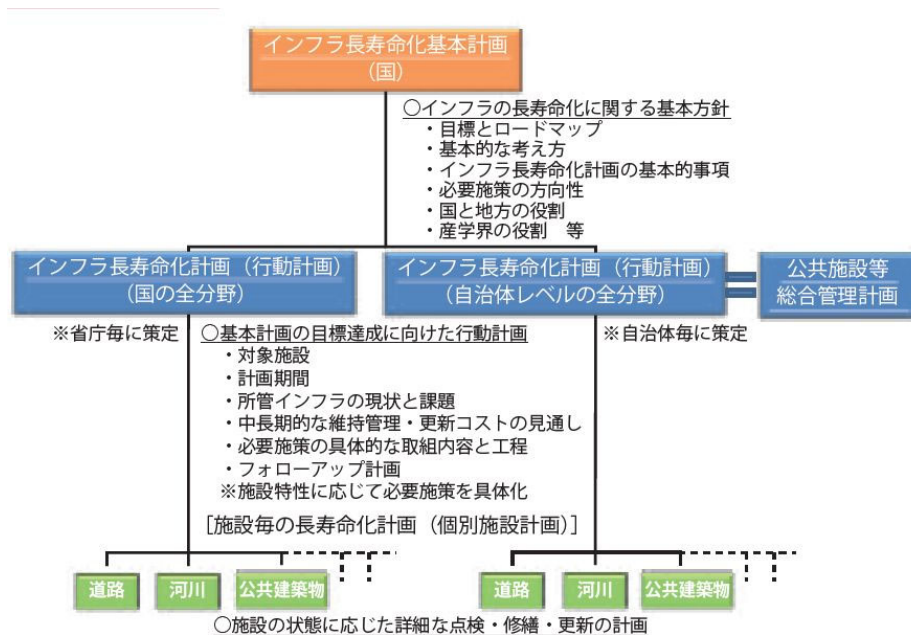 インフラ長寿命化基本計画
(国)
○インフラの長寿命化に関する基本方針
・目標とロードマップ
・基本的な考え方
・インフラ長寿命化計画の基本的事項
・必要施策の方向性
・国と地方の役割
・産学界の役割　等
インフラ長寿命化計画（行動計画）
(国の全分野)
インフラ長寿命化計画（行動計画）
(自治体レベルの全分野)
公共施設等
総合管理計画
※省庁毎に策定
○基本計画の目標達成に向けた行動計画
・対象施設
・計画期間
・所管インフラの現状と課題
・中長期的な維持管理・更新コストの見通し
・必要施策の具体的な取組内容と工程
・フォローアップ計画
※施設特性に応じて必要施策を具体化
※自治体毎に策定
［施設毎の長寿命化計画（個別施設計画）］
道路
河川
公共建築物
道路
河川
公共建築物
○施設の状態に応じた詳細な点検・修繕・更新の計画